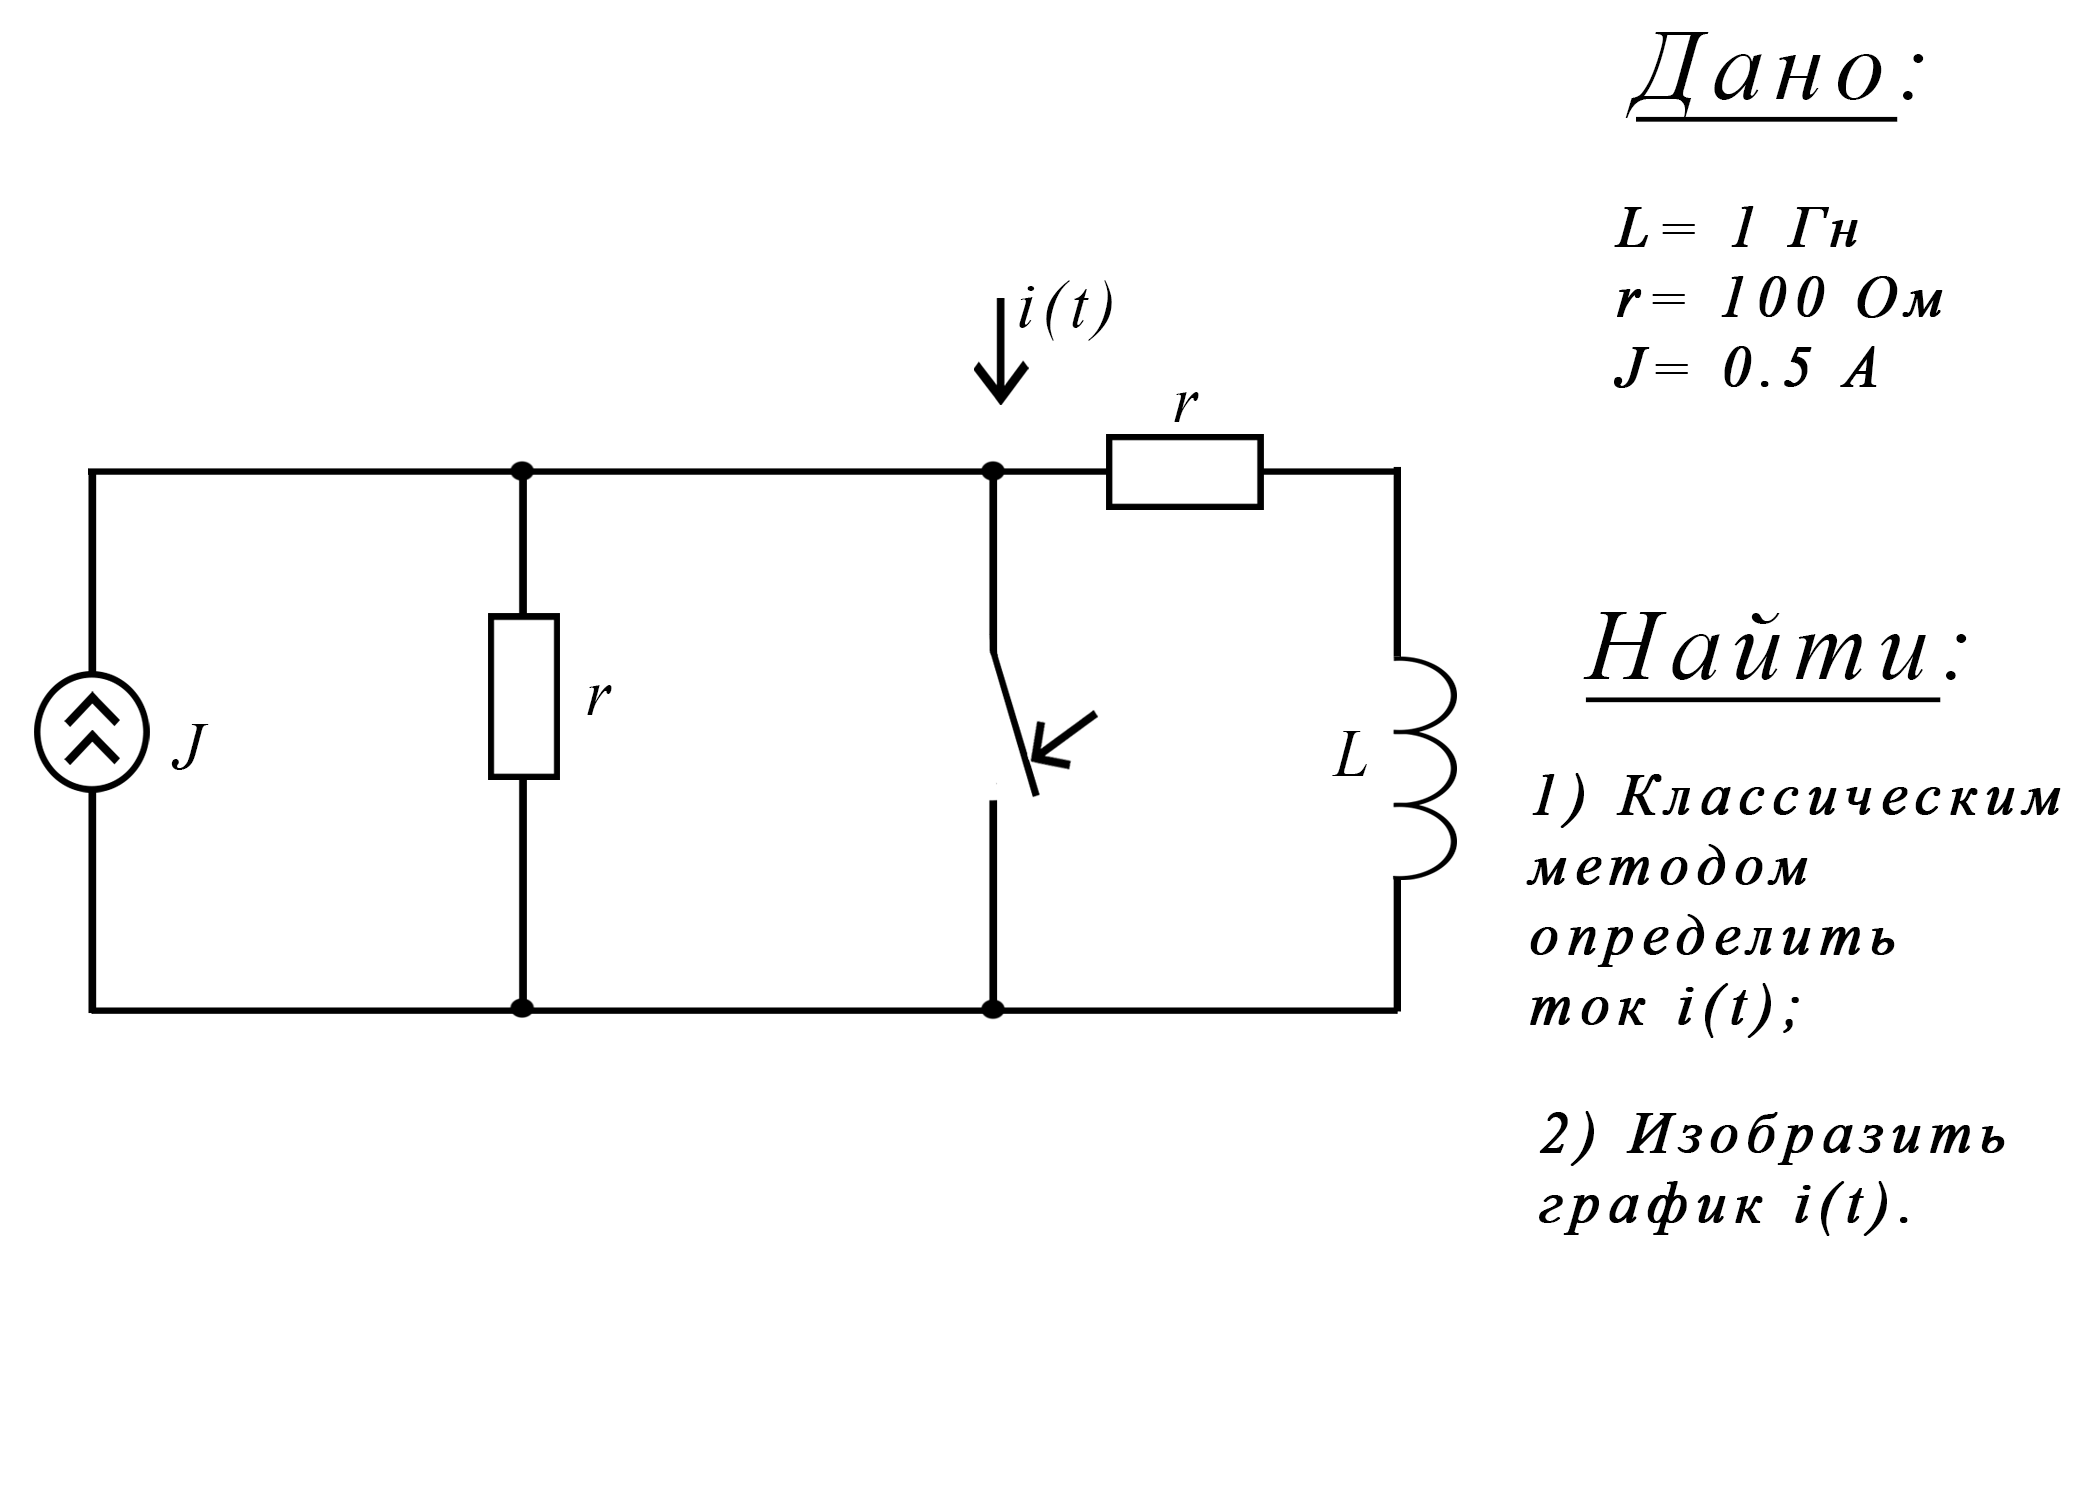 Дано:
L= 1 Гн
r= 100 Ом
J= 0.5 А
i(t)
r
r
J
L
Найти:
1) Классическим
методом
определить
ток i(t);
2) Изобразить
график i(t).